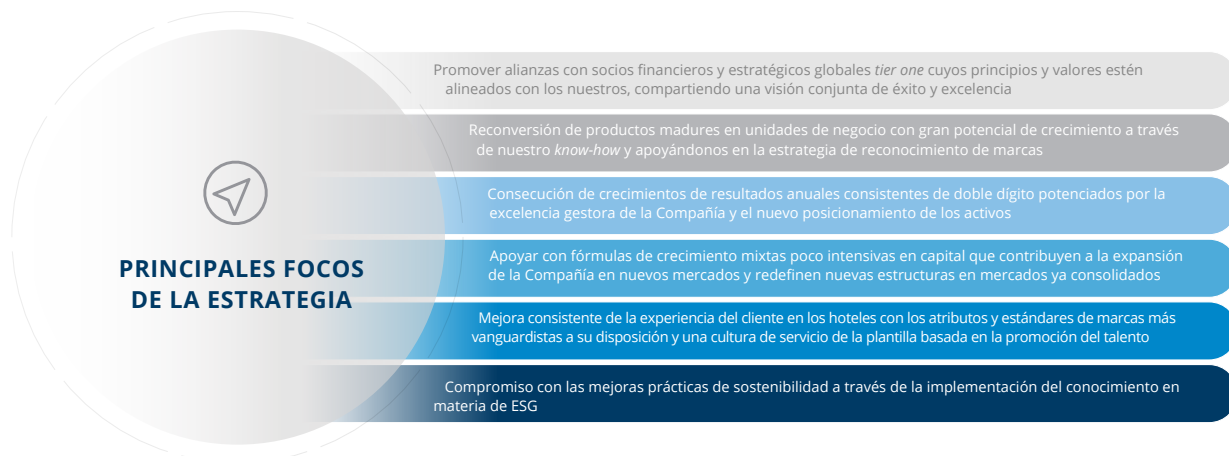 PRINCIPALES FOCOS
DE LA ESTRATEGIA
Promover alianzas con socios financieros y estratégicos globales tier one cuyos principios y valores estén
alineados con los nuestros, compartiendo una visión conjunta de éxito y excelencia
Reconversión de productos madures en unidades de negocio con gran potencial de crecimiento a través
de nuestro know-how y apoyándonos en la estrategia de reconocimiento de marcas
Consecución de crecimientos de resultados anuales consistentes de doble dígito potenciados por la
excelencia gestora de la Compañía y el nuevo posicionamiento de los activos
Apoyar con fórmulas de crecimiento mixtas poco intensivas en capital que contribuyen a la expansión
de la Compañía en nuevos mercados y redefinen nuevas estructuras en mercados ya consolidados
Mejora consistente de la experiencia del cliente en los hoteles con los atributos y estándares de marcas más
vanguardistas a su disposición y una cultura de servicio de la plantilla basada en la promoción del talento
Compromiso con las mejoras prácticas de sostenibilidad a través de la implementación del conocimiento en
materia de ESG